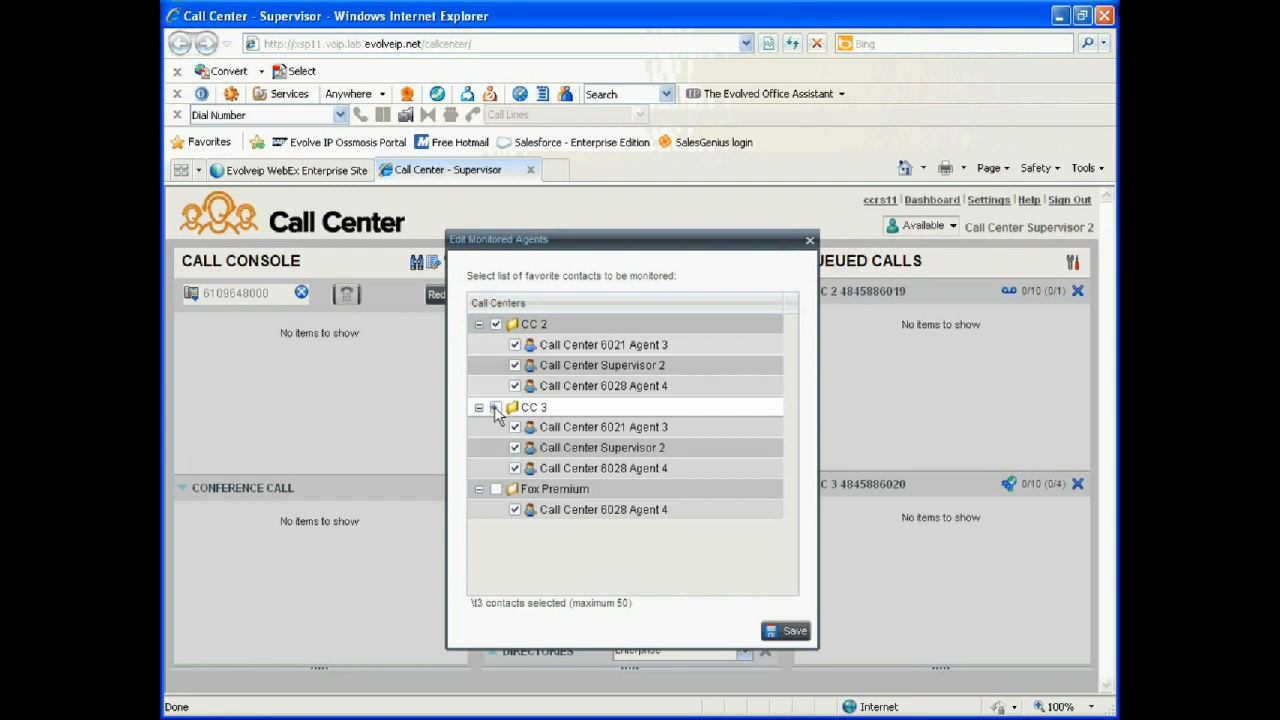 Call Center - Supervisor - Windows Internet Explorer
http://xsp11.voip.lab.evolveip.net/callcenter/
Bing
Convert
Select
Services
Anywhere
Search
The Evolved Office Assistant
Dial Number
Call Lines
Favorites
Evolve IP Ossmosis Portal
Free Hotmail
Salesforce - Enterprise Edition
SalesGenius login
Evolveip WebEx Enterprise Site
Call Center - Supervisor
Page
Safety
Tools
Call Center
ccrs11 Dashboard Settings Help Sign Out
Available
Call Center Supervisor 2
CALL CONSOLE
6109648000
Red
No items to show
CONFERENCE CALL
No items to show
Edit Monitored Agents
Select list of favorite contacts to be monitored:
Call Centers
CC 2
Call Center 6021 Agent 3
Call Center Supervisor 2
Call Center 6028 Agent 4
CC 3
Call Center 6021 Agent 3
Call Center Supervisor 2
Call Center 6028 Agent 4
Fox Premium
Call Center 6028 Agent 4
\t3 contacts selected (maximum 50)
Save
DIRECTORIES
Enterprise
UEUED CALLS
C 2 4845886019
0/10 (0/1)
No items to show
C 3 4845886020
0/10 (0/4)
No items to show
Done
Internet
100%